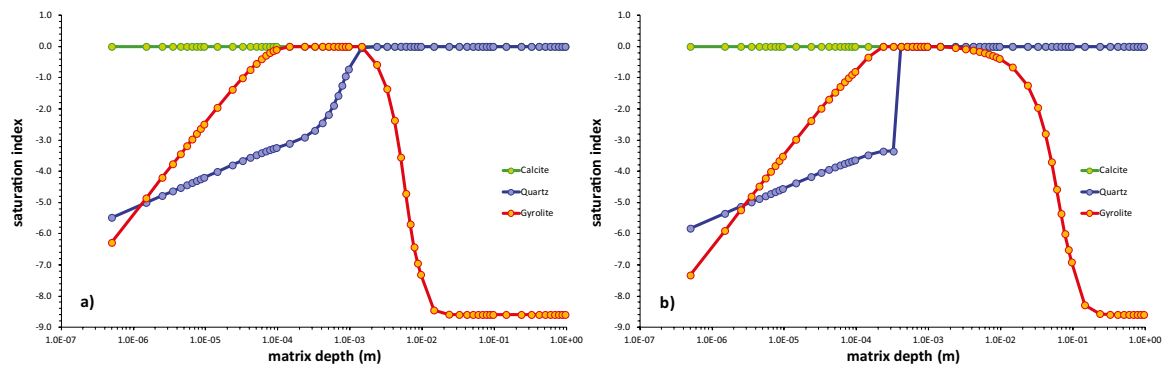 1.0
0.0
-1.0
-2.0
-3.0
-4.0
-5.0
-6.0
-7.0
-8.0
-9.0
saturation index
Calcite
Quartz
Gyrolite
a)
1.0E-07 1.0E-06 1.0E-05 1.0E-04 1.0E-03 1.0E-02 1.0E-01 1.0E+00
matrix depth (m)
1.0
0.0
-1.0
-2.0
-3.0
-4.0
-5.0
-6.0
-7.0
-8.0
-9.0
saturation index
Calcite
Quartz
Gyrolite
b)
1.0E-07 1.0E-06 1.0E-05 1.0E-04 1.0E-03 1.0E-02 1.0E-01 1.0E+00
matrix depth (m)